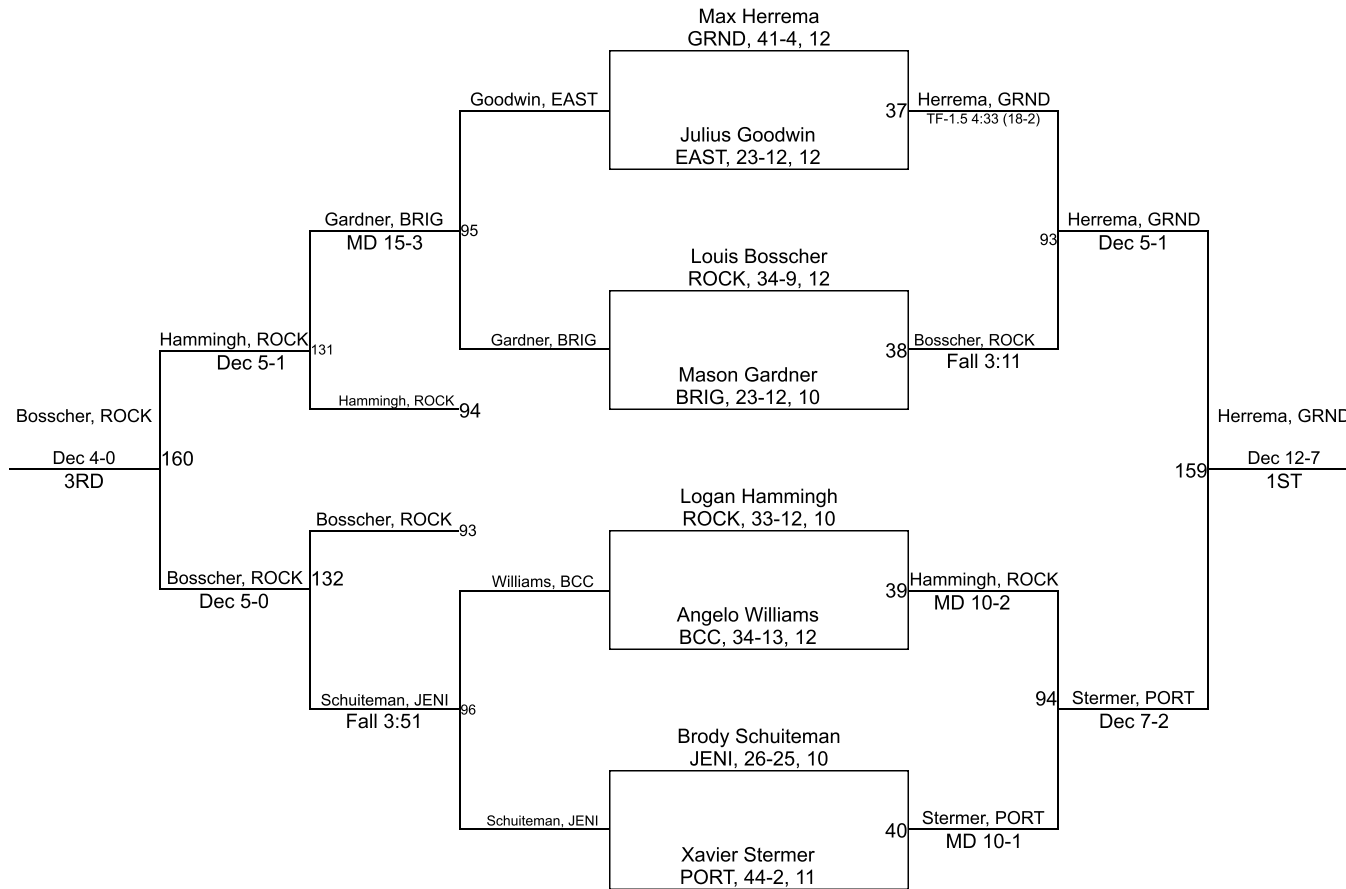 Max Herrema
GRND, 41-4, 12
Goodwin, EAST
37
Herrema, GRND
TF-1.5 4:33 (18-2)
Julius Goodwin
EAST, 23-12, 12
Gardner, BRIG
MD 15-3
95
93
Herrema, GRND
Dec 5-1
Louis Bosscher
ROCK, 34-9, 12
Hammingh, ROCK
Dec 5-1
131
Gardner, BRIG
38
Bosscher, ROCK
Fall 3:11
Mason Gardner
BRIG, 23-12, 10
Hammingh, ROCK
94
Bosscher, ROCK
Dec 4-0
3RD
160
Herrema, GRND
159
Dec 12-7
1ST
Logan Hammingh
ROCK, 33-12, 10
Bosscher, ROCK
93
Bosscher, ROCK
Dec 5-0
132
Williams, BCC
39
Hammingh, ROCK
MD 10-2
Angelo Williams
BCC, 34-13, 12
Schuiteman, JENI
Fall 3:51
96
94
Stermer, PORT
Dec 7-2
Brody Schuiteman
JENI, 26-25, 10
Schuiteman, JENI
40
Stermer, PORT
MD 10-1
Xavier Stermer
PORT, 44-2, 11